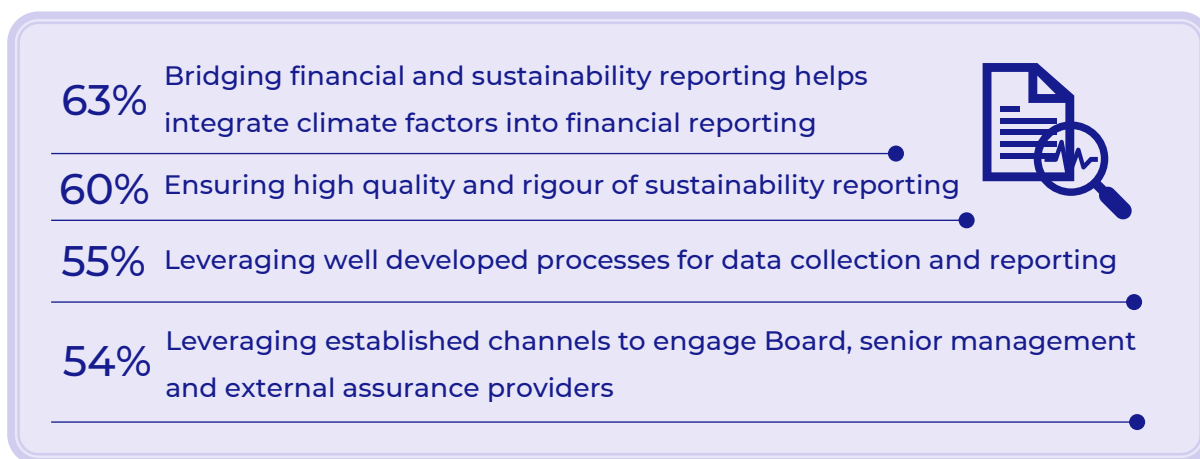 63%
Bridging financial and sustainability reporting helps
integrate climate factors into financial reporting
60%
Ensuring high quality and rigour of sustainability reporting
55%
Leveraging well developed processes for data collection and reporting
54%
Leveraging established channels to engage Board, senior management
and external assurance providers